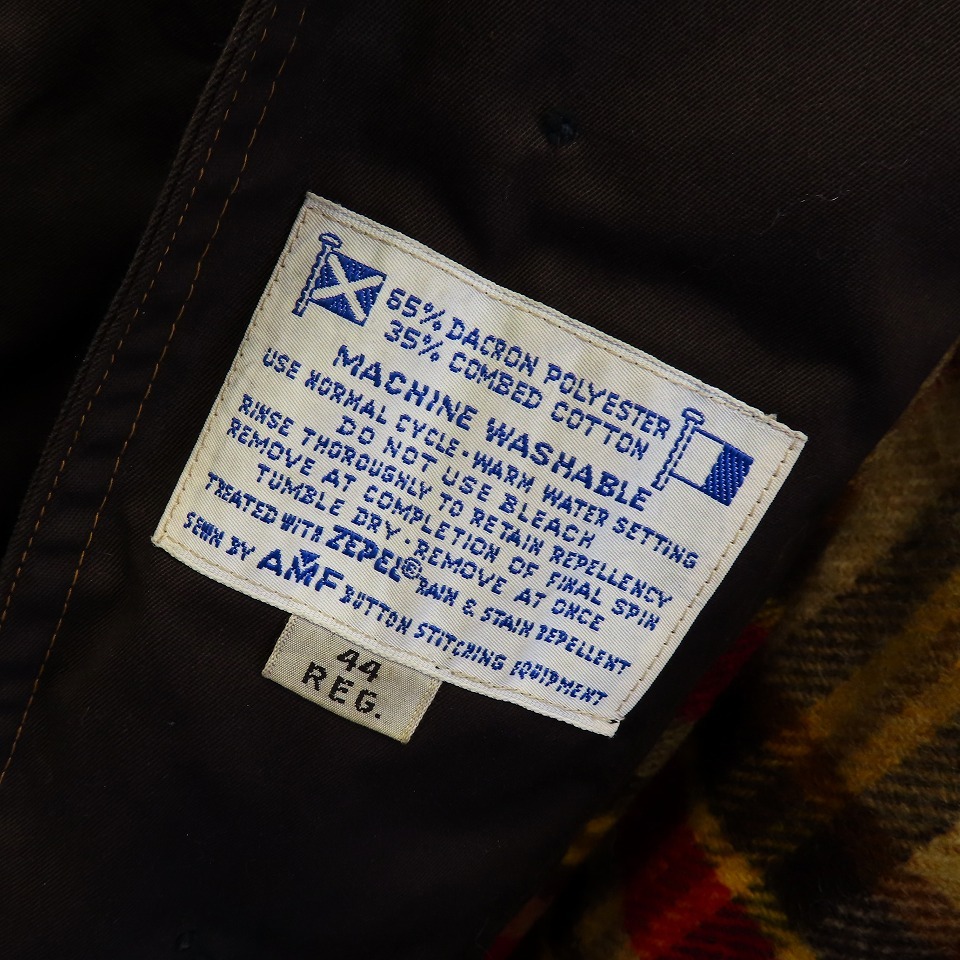 65% DACRON POLYESTER
35% COMBED COTTON
MACHINE WASHABLE
USE NORMAL CYCLE·WARM WATER SETTING
DO NOT USE BLEACH
RINSE THOROUGHLY TO RETAIN REPELLENCY
REMOVE AT COMPLETION OF FINAL SPIN
TUMBLE DRY·REMOVE AT ONCE
TREATED WITH ZEPEL® RAIN & STAIN REPELLENT
SEWN BY AMF BUTTON STITCHING EQUIPMENT
44
REG.